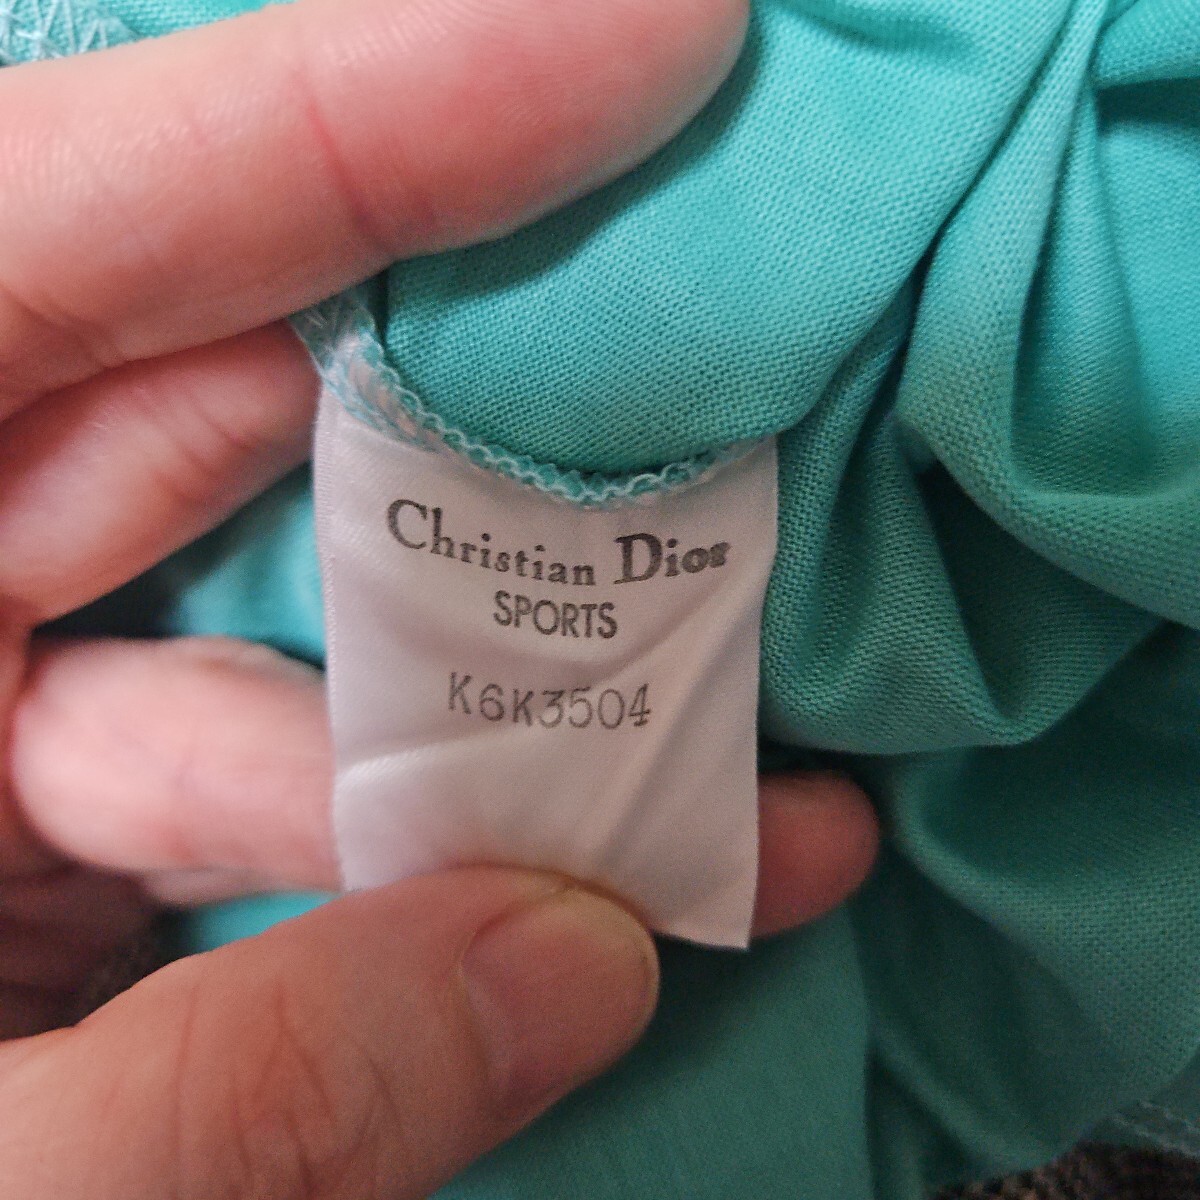 Christian Dior
SPORTS
K6K3504